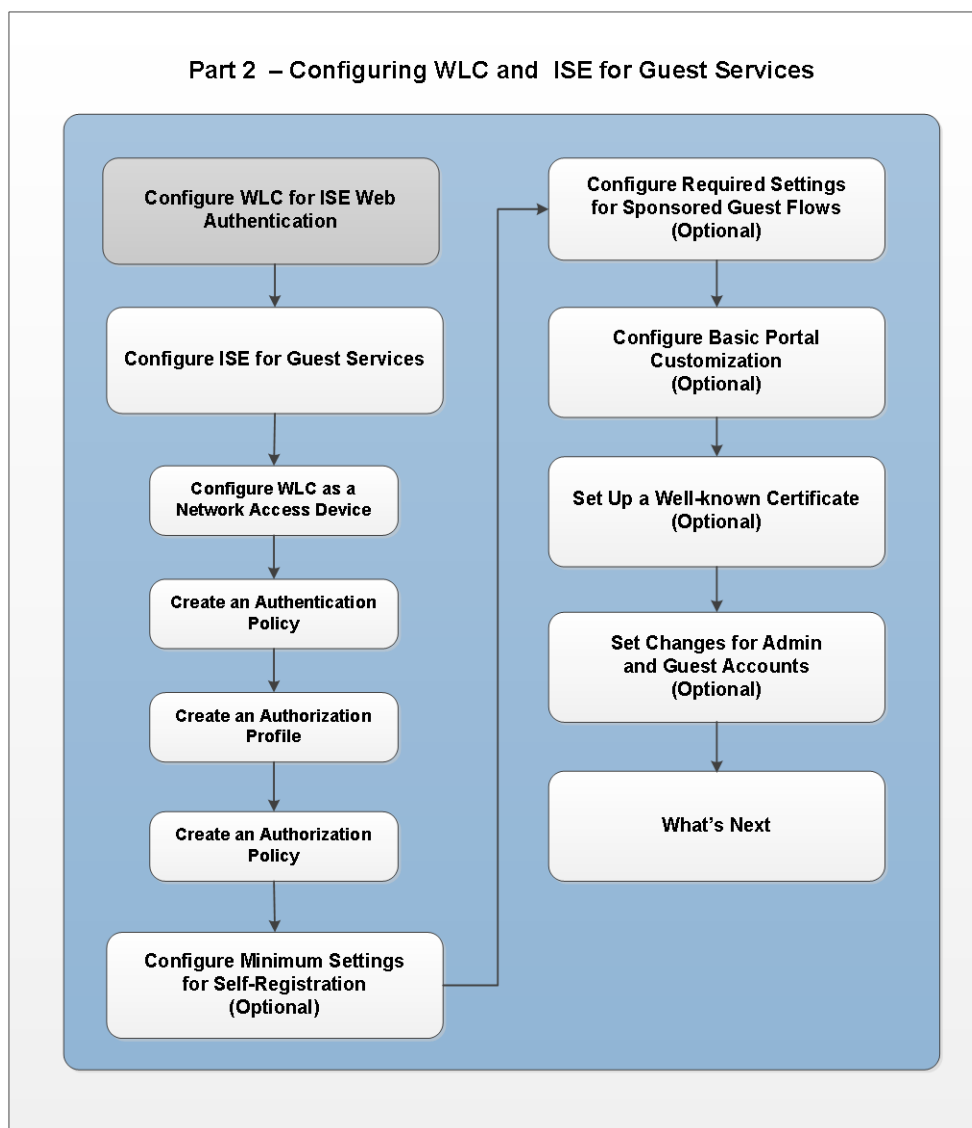 Part 2 – Configuring WLC and ISE for Guest Services
Configure WLC for ISE Web
Authentication
Configure ISE for Guest Services
Configure WLC as a
Network Access Device
Create an Authentication
Policy
Create an Authorization
Profile
Create an Authorization
Policy
Configure Minimum Settings
for Self-Registration
(Optional)
Configure Required Settings
for Sponsored Guest Flows
(Optional)
Configure Basic Portal
Customization
(Optional)
Set Up a Well-known Certificate
(Optional)
Set Changes for Admin
and Guest Accounts
(Optional)
What's Next